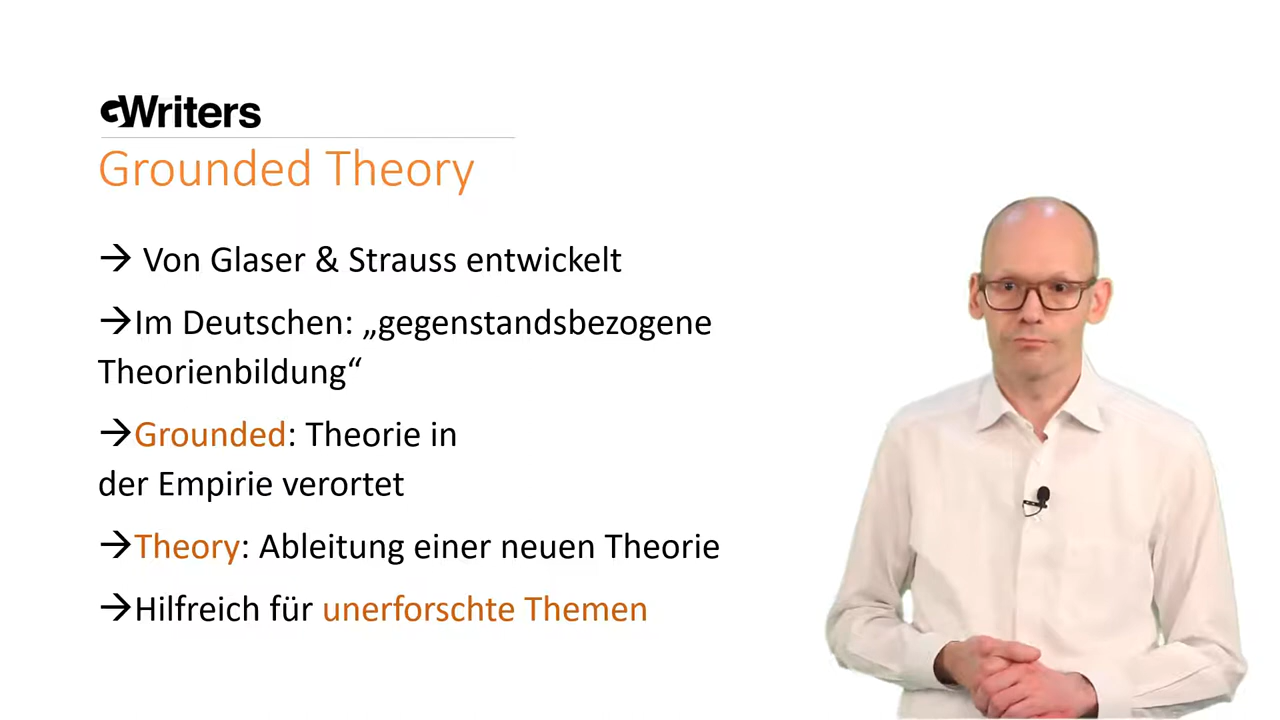 GWriters
Grounded Theory
→ Von Glaser & Strauss entwickelt
→Im Deutschen: „gegenstandsbezogene
Theorienbildung“
→Grounded: Theorie in
der Empirie verortet
→Theory: Ableitung einer neuen Theorie
→Hilfreich für unerforschte Themen